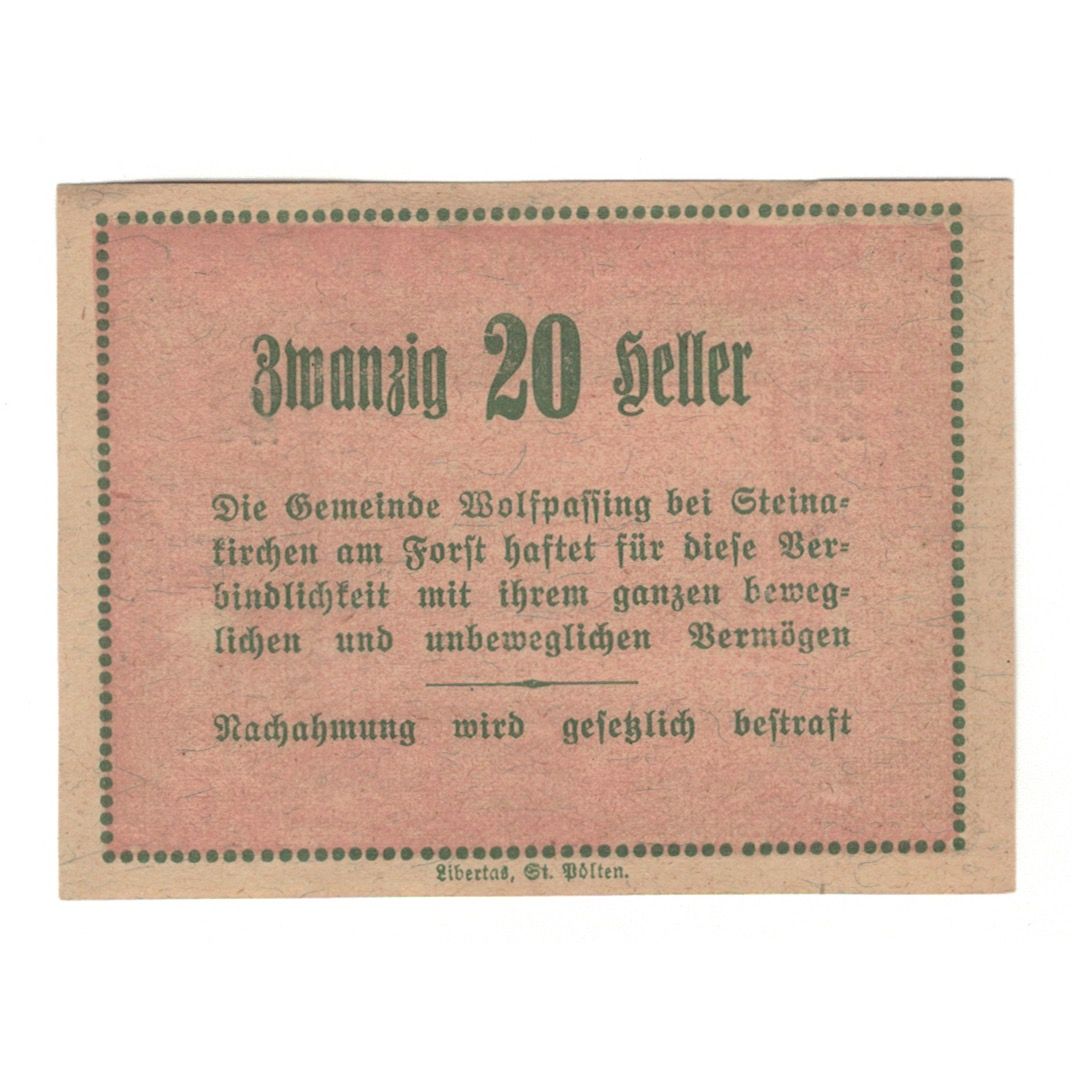 Zwanzig 20 Heller
Die Gemeinde Wolfpassing bei Steina-
kirchen am Forst haftet für diese Ver-
bindlichkeit mit ihrem ganzen beweg-
lichen und unbeweglichen Vermögen
Nachahmung wird gesetzlich bestraft
Libertas, St. Pölten.